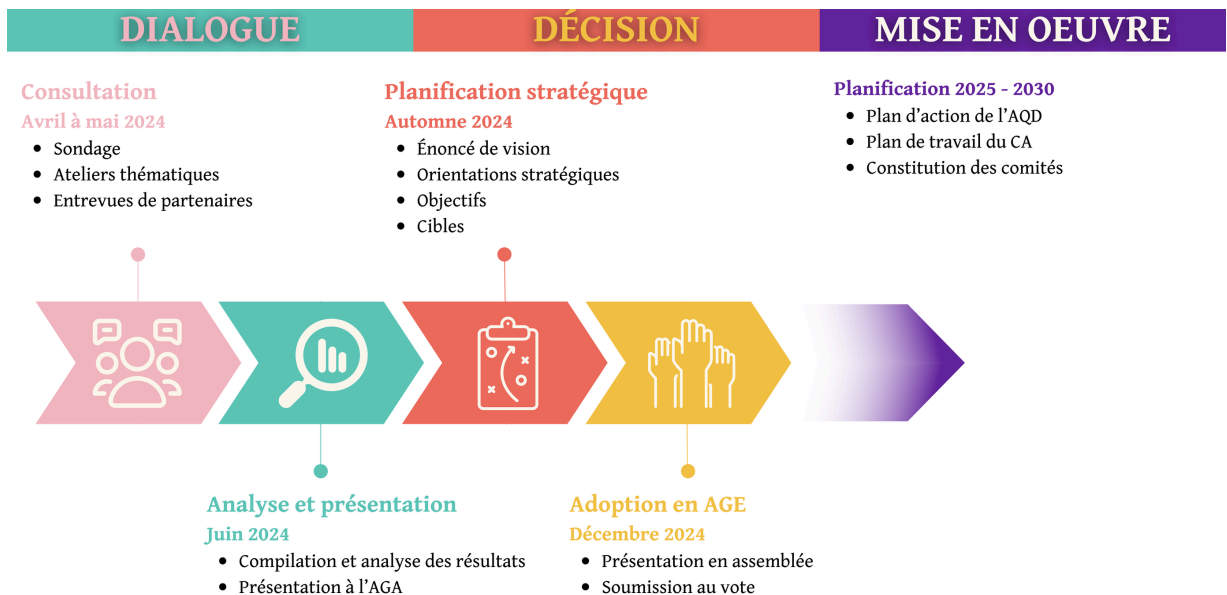 DIALOGUE
DÉCISION
MISE EN OEUVRE
Consultation
Avril à mai 2024
• Sondage
• Ateliers thématiques
• Entrevues de partenaires
Planification stratégique
Automne 2024
• Énoncé de vision
• Orientations stratégiques
• Objectifs
• Cibles
Planification 2025 - 2030
• Plan d’action de l’AQD
• Plan de travail du CA
• Constitution des comités
Analyse et présentation
Juin 2024
• Compilation et analyse des résultats
• Présentation à l’AGA
Adoption en AGE
Décembre 2024
• Présentation en assemblée
• Soumission au vote